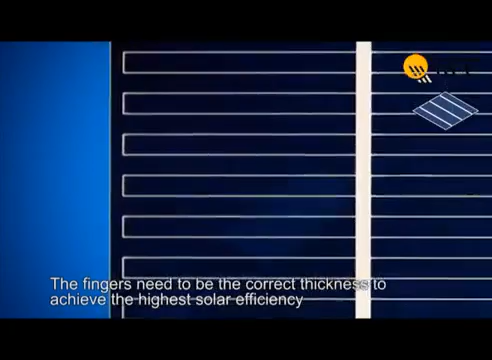 The fingers need to be the correct thickness to
achieve the highest solar efficiency